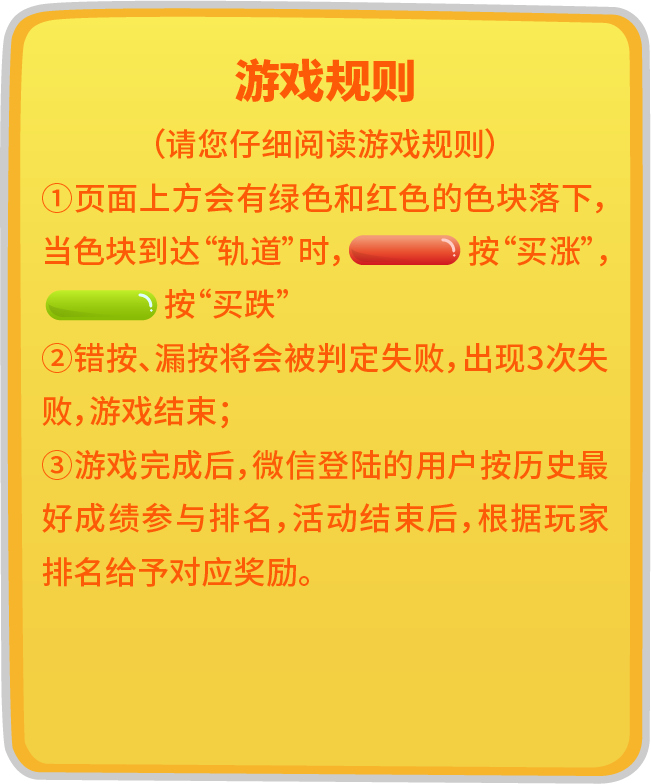 游戏规则
（请您仔细阅读游戏规则）
①页面上方会有绿色和红色的色块落下，
当色块到达“轨道”时， 按“买涨”，
按“买跌”
②错按、漏按将会被判定失败，出现3次失
败，游戏结束；
③游戏完成后，微信登陆的用户按历史最
好成绩参与排名，活动结束后，根据玩家
排名给予对应奖励。